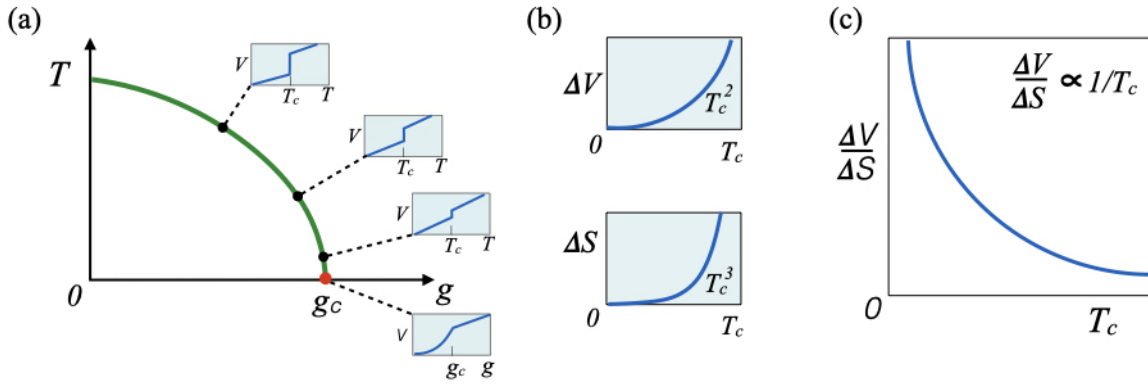 (a)
T
V
T_c
T
V
T_c
T
V
T_c
T
0
g_c
g
V
g_c
g
(b)
ΔV
T_c^2
0
T_c
ΔS
T_c^3
0
T_c
(c)
ΔV/ΔS ∝ 1/T_c
ΔV/ΔS
0
T_c